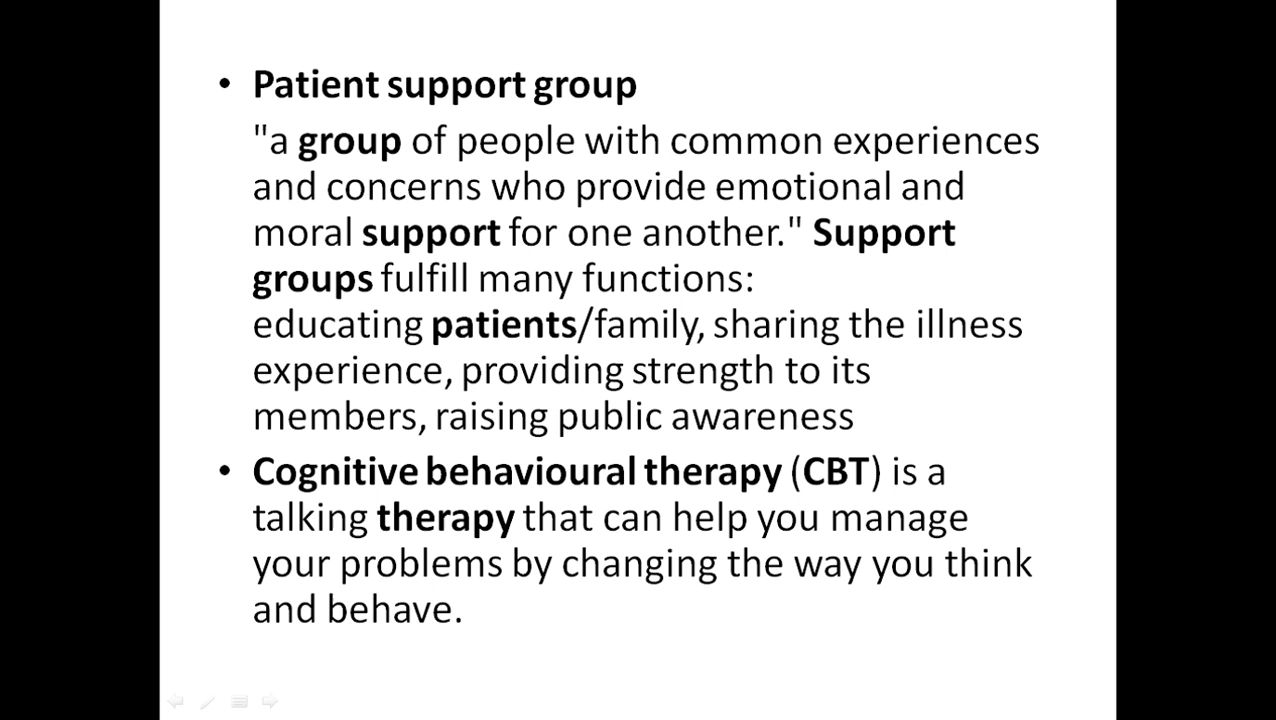 • Patient support group
"a group of people with common experiences
and concerns who provide emotional and
moral support for one another." Support
groups fulfill many functions:
educating patients/family, sharing the illness
experience, providing strength to its
members, raising public awareness
• Cognitive behavioural therapy (CBT) is a
talking therapy that can help you manage
your problems by changing the way you think
and behave.